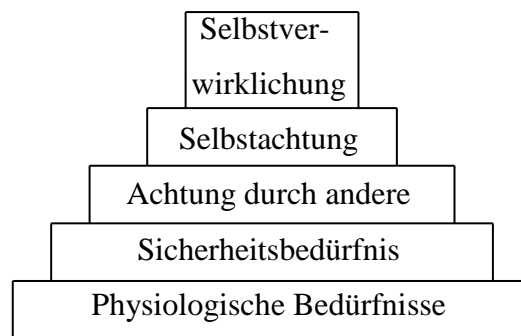 Selbstver-
wirklichung
Selbstachtung
Achtung durch andere
Sicherheitsbedürfnis
Physiologische Bedürfnisse